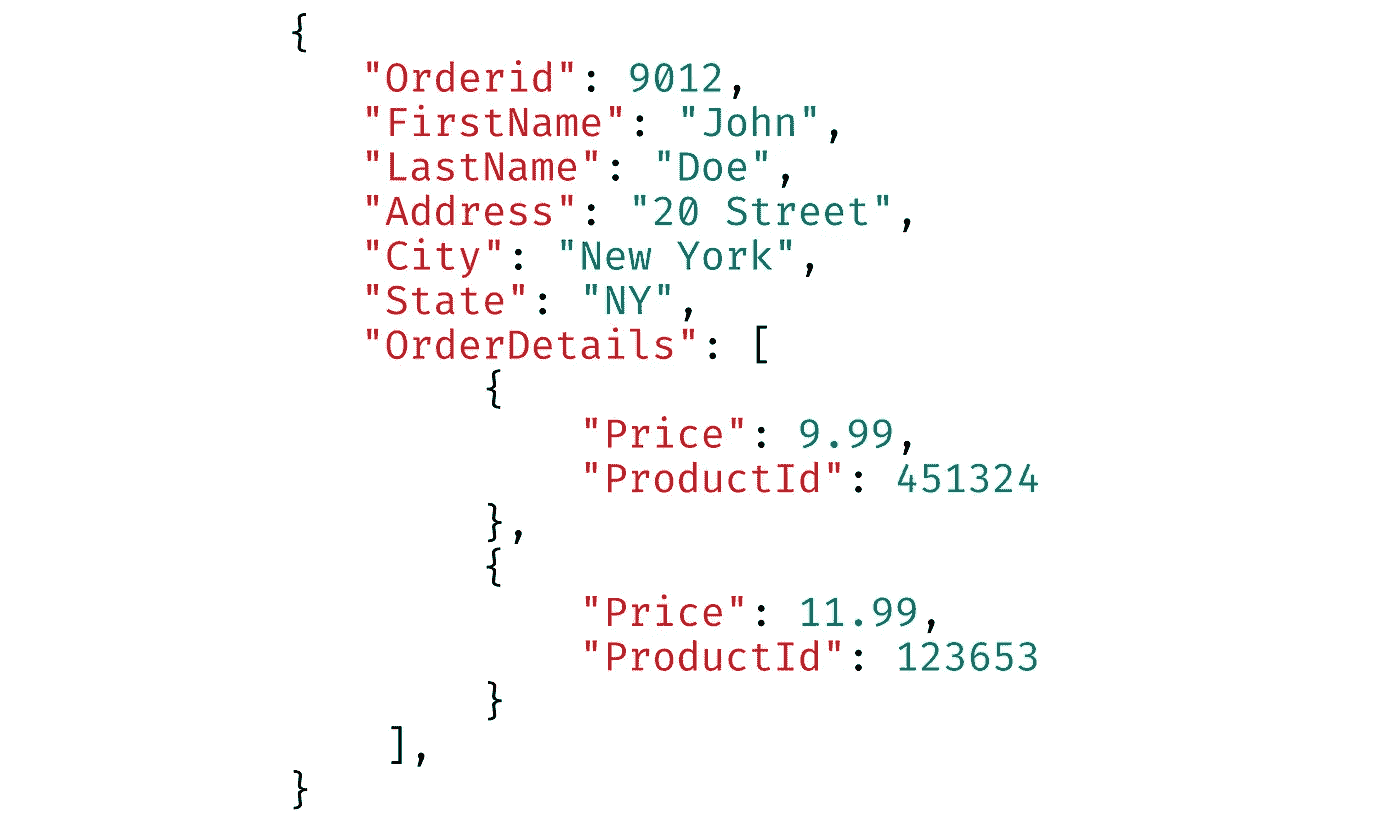 {
"Orderid": 9012,
"FirstName": "John",
"LastName": "Doe",
"Address": "20 Street",
"City": "New York",
"State": "NY",
"OrderDetails": [
{
"Price": 9.99,
"ProductId": 451324
},
{
"Price": 11.99,
"ProductId": 123653
}
],
}